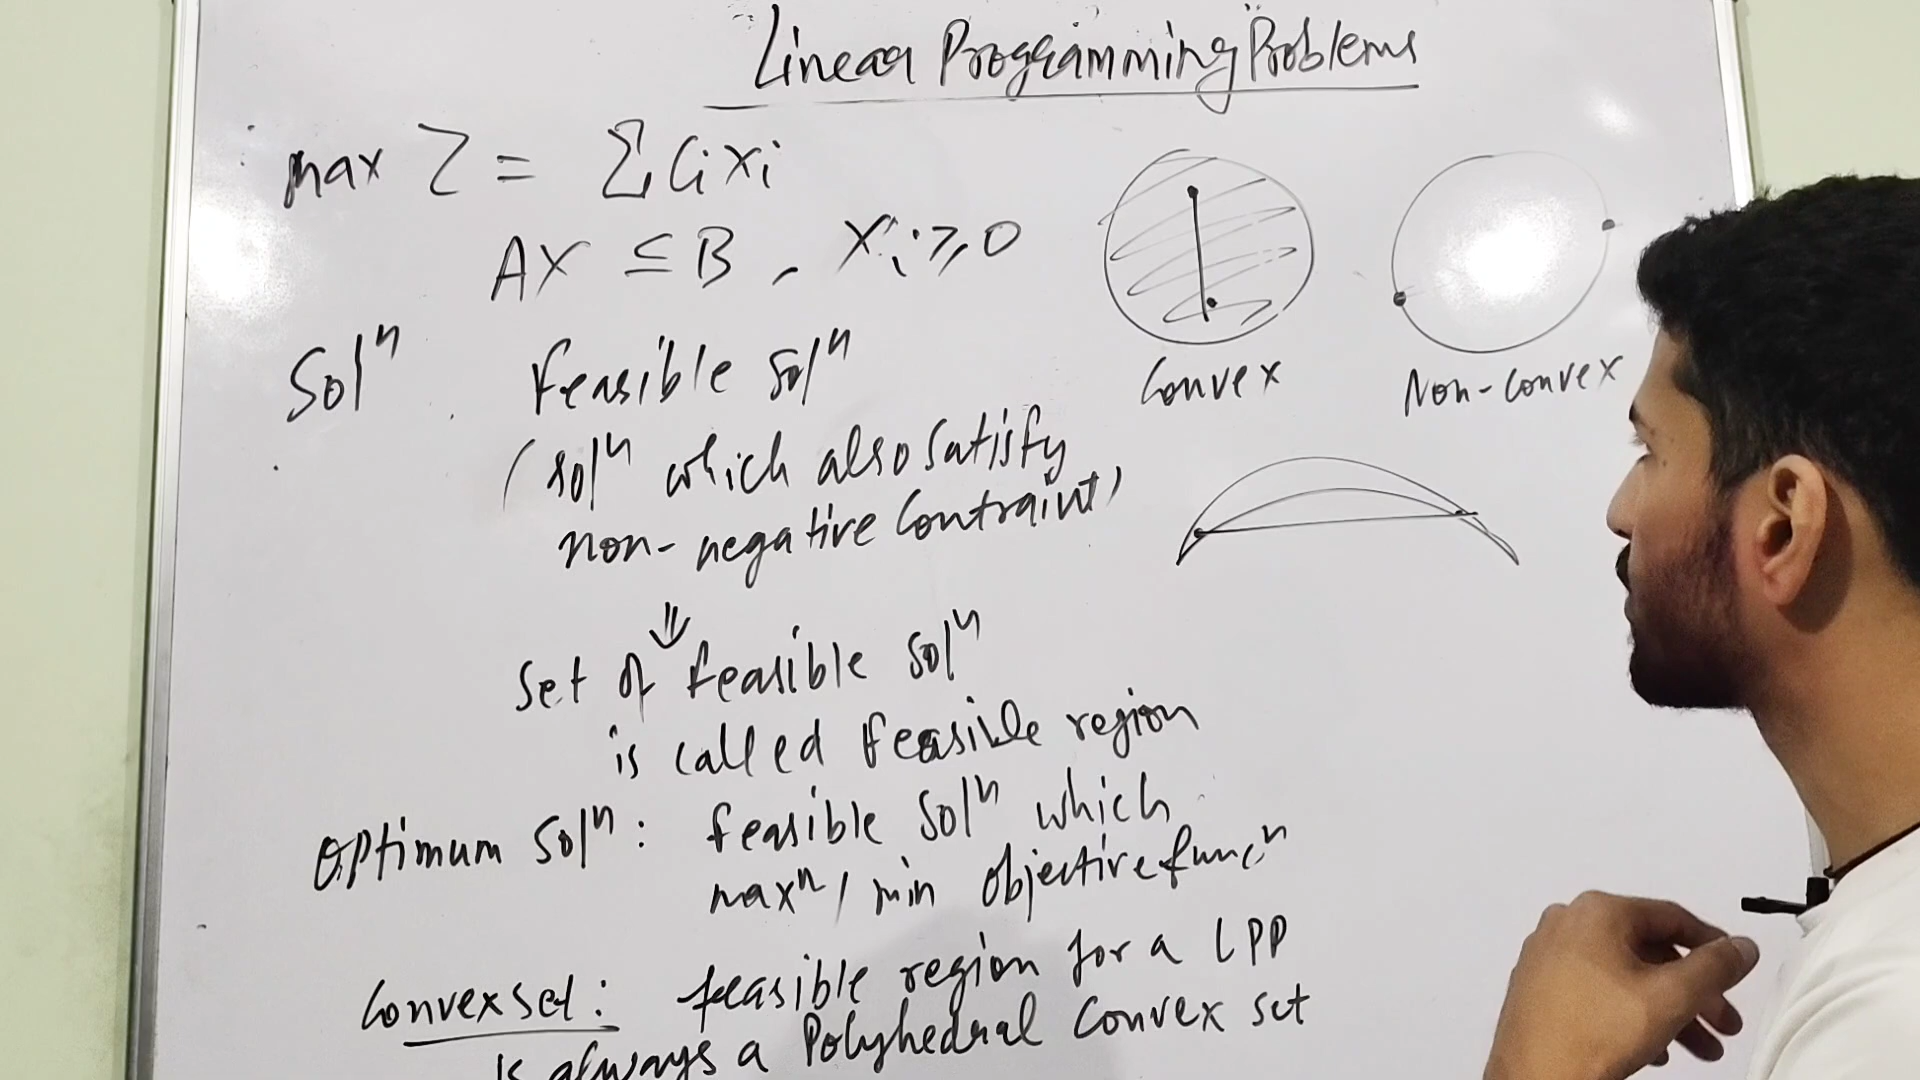 Linear Programming Problems
max Z = ∑ Ci Xi
AX ≤ B , Xi ≥ 0
Convex
Non-convex
Solⁿ
Feasible Solⁿ
(solⁿ which also satisfy
non-negative Contraint)
⇓
Set of feasible Solⁿ
is called feasible region
Optimum Solⁿ : feasible Solⁿ which
maxⁿ / min objective funcⁿ
Convex set : feasible region for a LPP
is always a Polyhedral Convex set